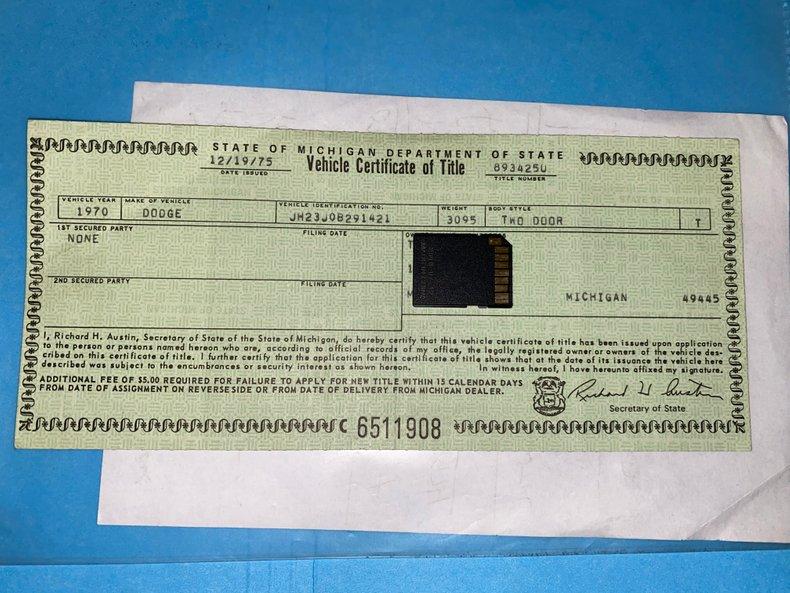 STATE OF MICHIGAN DEPARTMENT OF STATE
12/19/75
DATE ISSUED
Vehicle Certificate of Title
893425U
TITLE NUMBER
VEHICLE YEAR MAKE OF VEHICLE VEHICLE IDENTIFICATION NO. WEIGHT BODY STYLE
1970 DODGE JH23J0B291421 3095 TWO DOOR T
1ST SECURED PARTY FILING DATE
NONE
2ND SECURED PARTY FILING DATE
MICHIGAN 49445
I, Richard H. Austin, Secretary of State of the State of Michigan, do hereby certify that this vehicle certificate of title has been issued upon application
to the person or persons named hereon who are, according to official records of my office, the legally registered owner or owners of the vehicle des-
cribed on this certificate of title. I further certify that the application for this certificate of title shows that at the date of its issuance the vehicle here
described was subject to the encumbrances or security interest as shown hereon. In witness hereof, I have hereunto affixed my signature.
ADDITIONAL FEE OF $5.00 REQUIRED FOR FAILURE TO APPLY FOR NEW TITLE WITHIN 15 CALENDAR DAYS
FROM DATE OF ASSIGNMENT ON REVERSE SIDE OR FROM DATE OF DELIVERY FROM MICHIGAN DEALER.
Richard H Austin
Secretary of State
C 6511908